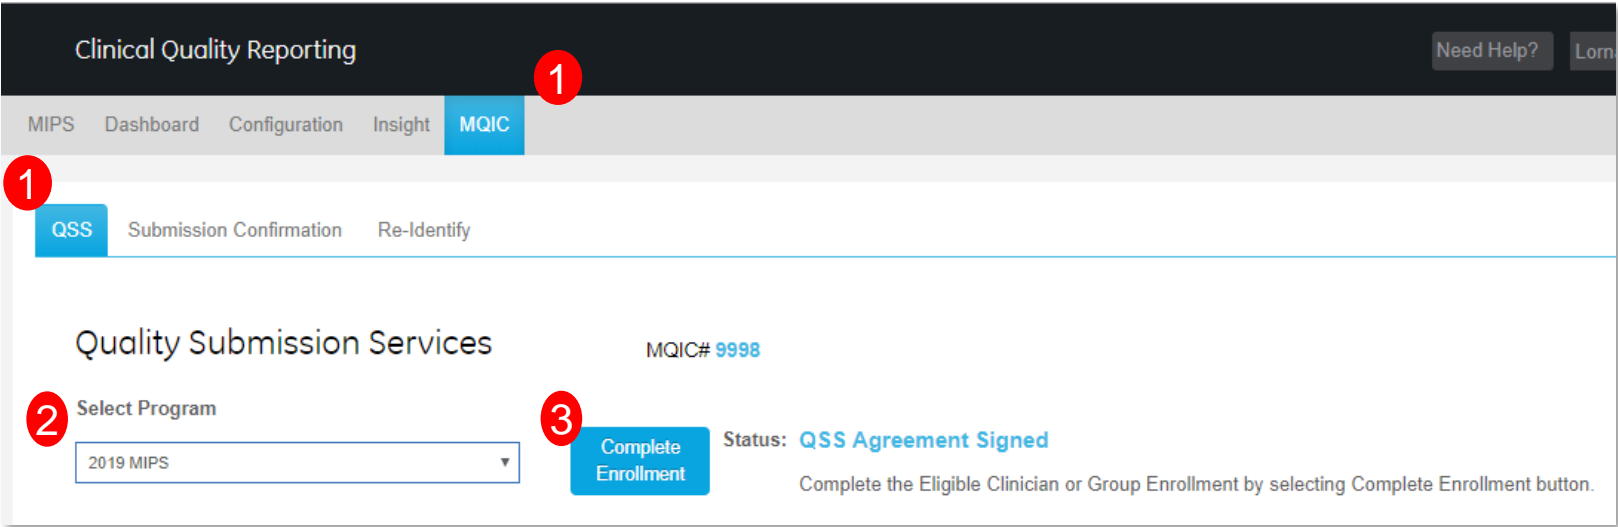 Clinical Quality Reporting
Need Help?
Lorn
1
MIPS Dashboard Configuration Insight MQIC
1
QSS Submission Confirmation Re-Identify
Quality Submission Services
MQIC# 9998
2
Select Program
2019 MIPS
3
Complete
Enrollment
Status: QSS Agreement Signed
Complete the Eligible Clinician or Group Enrollment by selecting Complete Enrollment button.